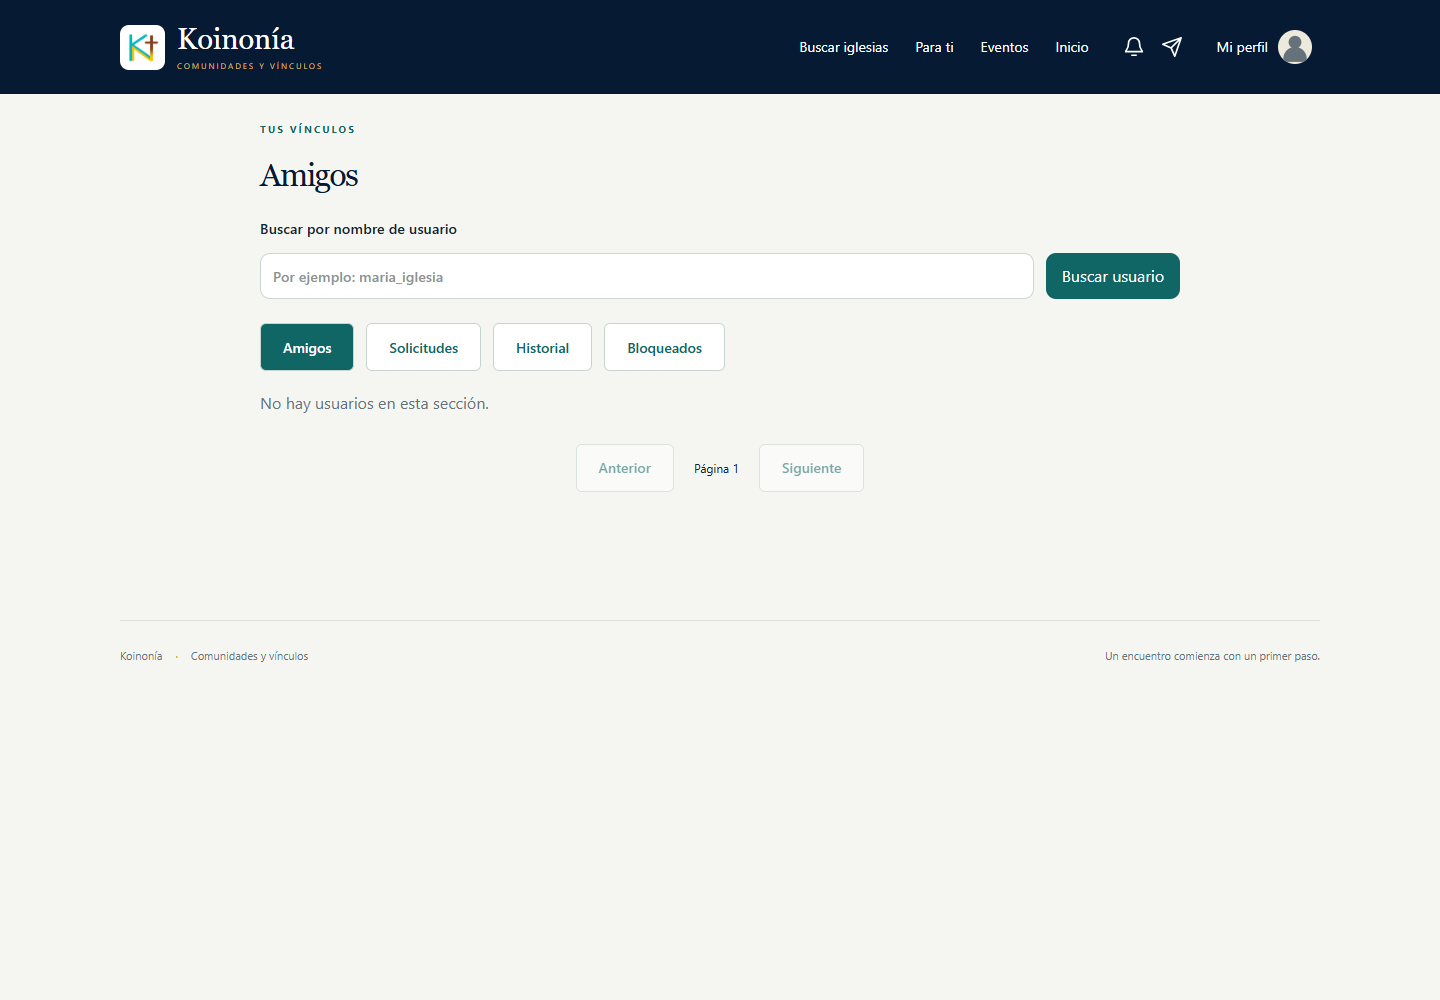 Koinonía
COMUNIDADES Y VÍNCULOS
Buscar iglesias Para ti Eventos Inicio Mi perfil
TUS VÍNCULOS
Amigos
Buscar por nombre de usuario
Por ejemplo: maria_iglesia Buscar usuario
Amigos Solicitudes Historial Bloqueados
No hay usuarios en esta sección.
Anterior Página 1 Siguiente
Koinonía · Comunidades y vínculos Un encuentro comienza con un primer paso.